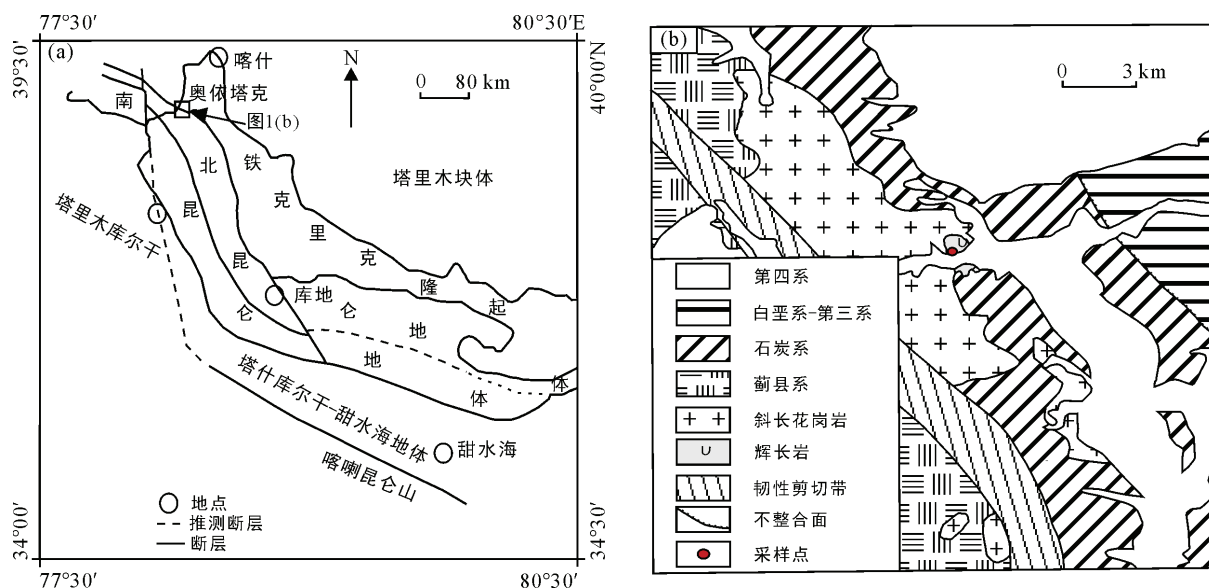 77°30′
80°30′E
39°30′
40°00′N
(a)
喀什
N
0 80 km
奥依塔克
南
图1(b)
北
铁
克
里
克
隆
起
塔里木块体
塔里木库尔干
昆
昆
仑
库地
仑
地
地
体
体
塔什库尔干-甜水海地体
甜水海
喀喇昆仑山
地点
推测断层
断层
34°00′
34°30′
77°30′
80°30′
(b)
0 3 km
第四系
白垩系-第三系
石炭系
蓟县系
斜长花岗岩
辉长岩
韧性剪切带
不整合面
采样点